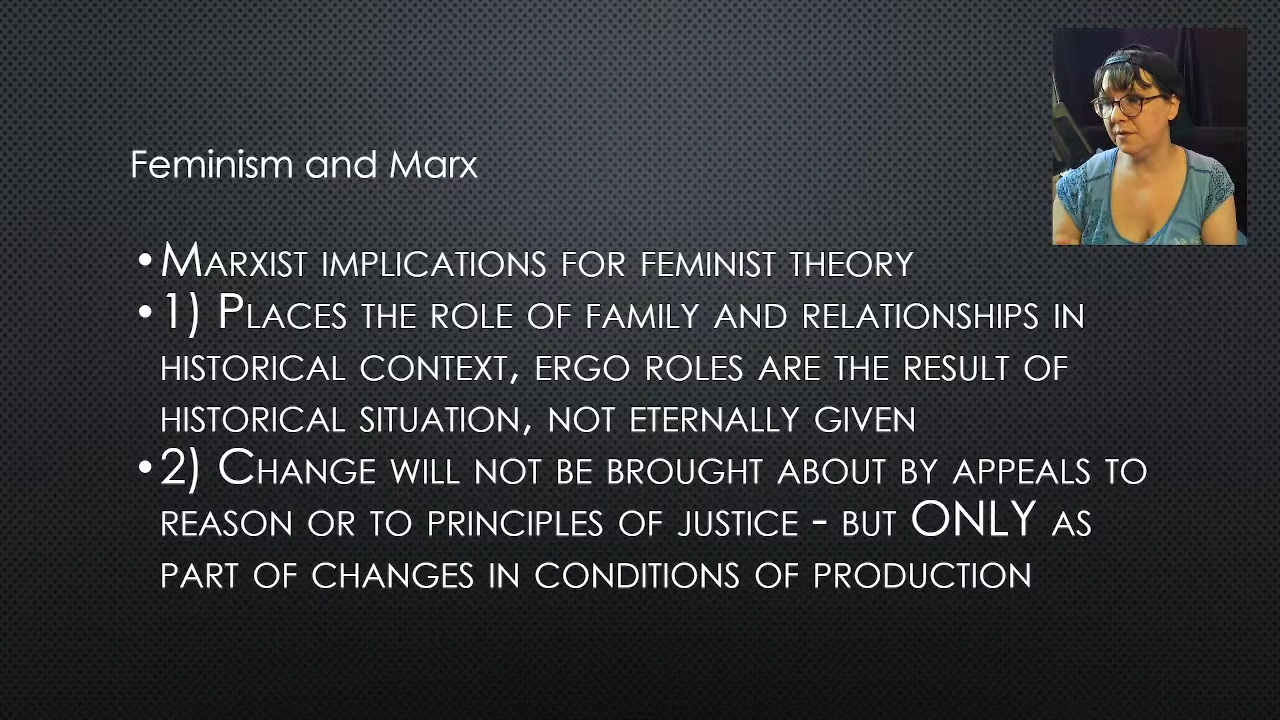 Feminism and Marx
•Marxist implications for feminist theory
•1) Places the role of family and relationships in
historical context, ergo roles are the result of
historical situation, not eternally given
•2) Change will not be brought about by appeals to
reason or to principles of justice - but ONLY as
part of changes in conditions of production